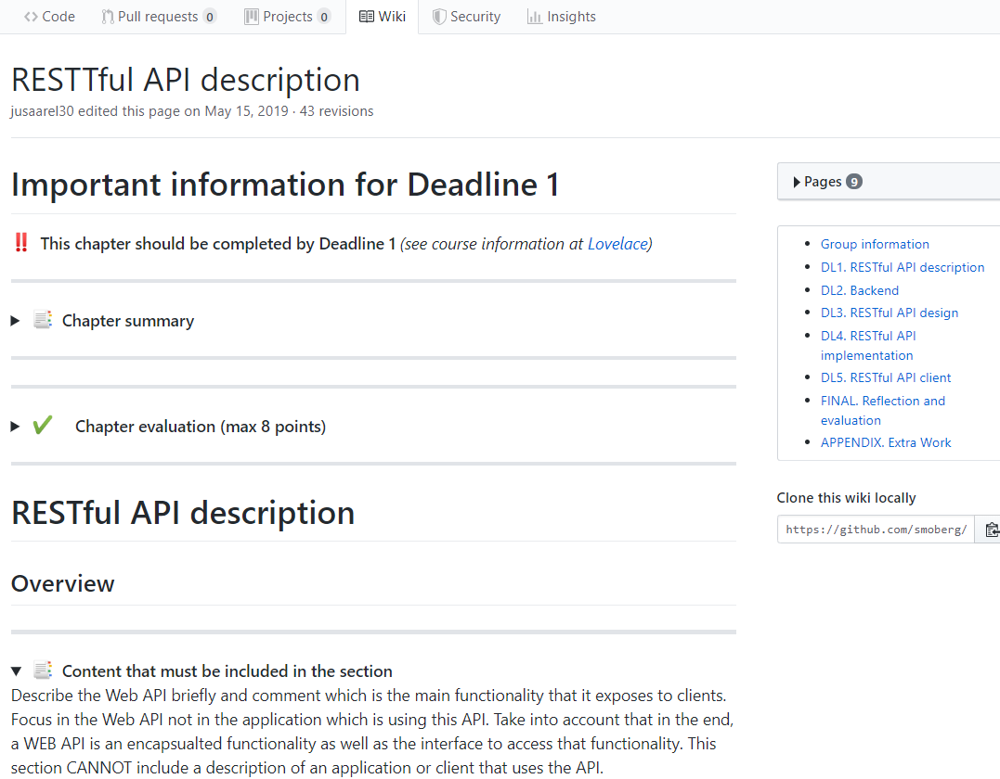 Code Pull requests 0 Projects 0 Wiki Security Insights
RESTTful API description
jusaarel30 edited this page on May 15, 2019 · 43 revisions
Important information for Deadline 1
‼ This chapter should be completed by Deadline 1 (see course information at Lovelace)
Chapter summary
Chapter evaluation (max 8 points)
RESTful API description
Overview
Content that must be included in the section
Describe the Web API briefly and comment which is the main functionality that it exposes to clients.
Focus in the Web API not in the application which is using this API. Take into account that in the end,
a WEB API is an encapsualted functionality as well as the interface to access that functionality. This
section CANNOT include a description of an application or client that uses the API.
Pages 9
Group information
DL1. RESTful API description
DL2. Backend
DL3. RESTful API design
DL4. RESTful API
implementation
DL5. RESTful API client
FINAL. Reflection and
evaluation
APPENDIX. Extra Work
Clone this wiki locally
https://github.com/smoberg/